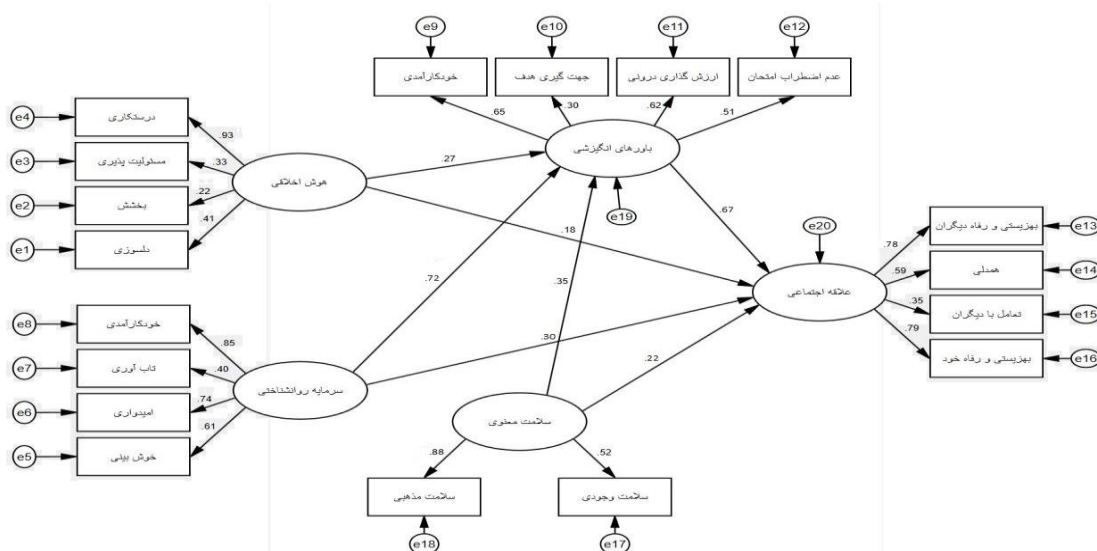 e9
e10
e11
e12
خودکارآمدی
جهت گیری هدف
ارزش گذاری درونی
عدم اضطراب امتحان
.65
.30
.62
.51
e4
درستکاری
.93
e3
مسئولیت پذیری
.33
e2
بخشش
.22
e1
دلسوزی
.41
هوش اخلاقی
باورهای انگیزشی
.27
e19
.67
.18
.72
.35
e20
علاقه اجتماعی
بهزیستی و رفاه دیگران
e13
.78
همدلی
e14
.59
تعامل با دیگران
e15
.35
بهزیستی و رفاه خود
e16
.79
e8
خودکارآمدی
.85
e7
تاب آوری
.40
e6
امیدواری
.74
e5
خوش بینی
.61
سرمایه روانشناختی
.30
.22
سلامت معنوی
.88
.52
سلامت مذهبی
سلامت وجودی
e18
e17